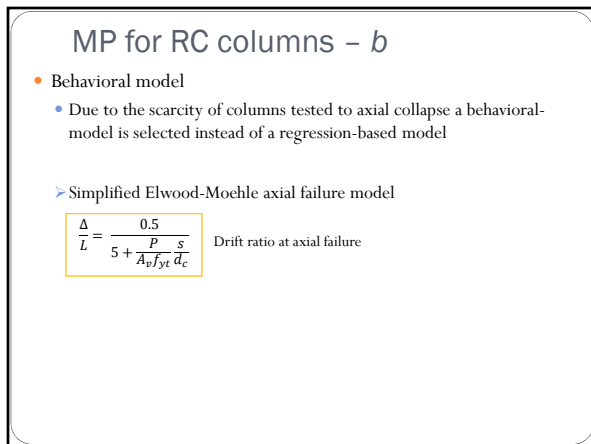 MP for RC columns – b
• Behavioral model
• Due to the scarcity of columns tested to axial collapse a behavioral-
model is selected instead of a regression-based model
➢ Simplified Elwood-Moehle axial failure model
Δ/L = 0.5 / (5 + P/(A_v f_yt) s/d_c) Drift ratio at axial failure